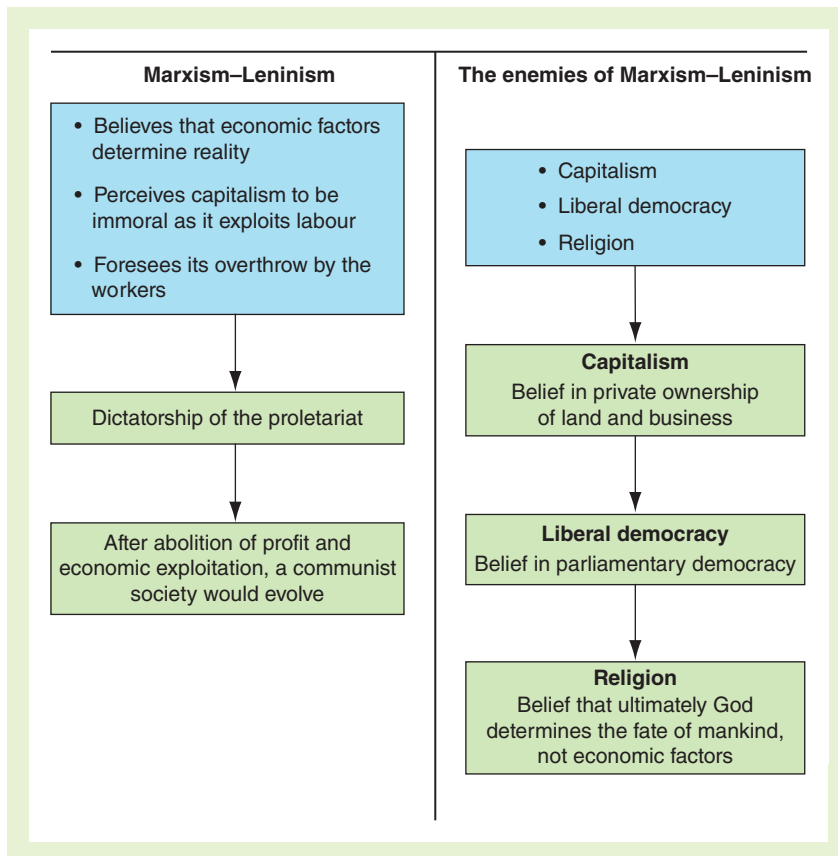 Marxism–Leninism
• Believes that economic factors
determine reality
• Perceives capitalism to be
immoral as it exploits labour
• Foresees its overthrow by the
workers
Dictatorship of the proletariat
After abolition of profit and
economic exploitation, a communist
society would evolve
The enemies of Marxism–Leninism
• Capitalism
• Liberal democracy
• Religion
Capitalism
Belief in private ownership
of land and business
Liberal democracy
Belief in parliamentary democracy
Religion
Belief that ultimately God
determines the fate of mankind,
not economic factors